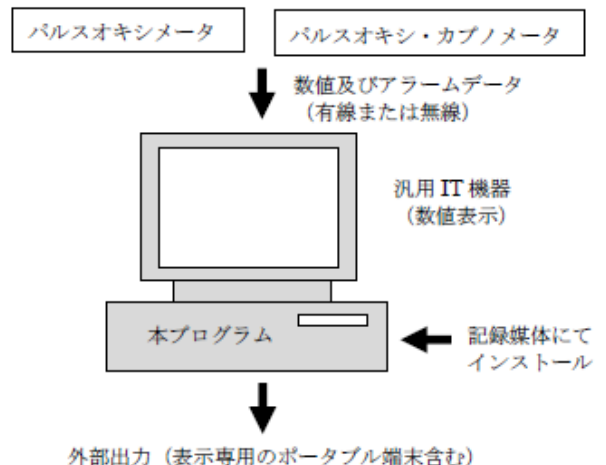 パルスオキシメータ
パルスオキシ・カプノメータ
数値及びアラームデータ
（有線または無線）
汎用 IT 機器
（数値表示）
本プログラム
記録媒体にて
インストール
外部出力（表示専用のポータブル端末含む）